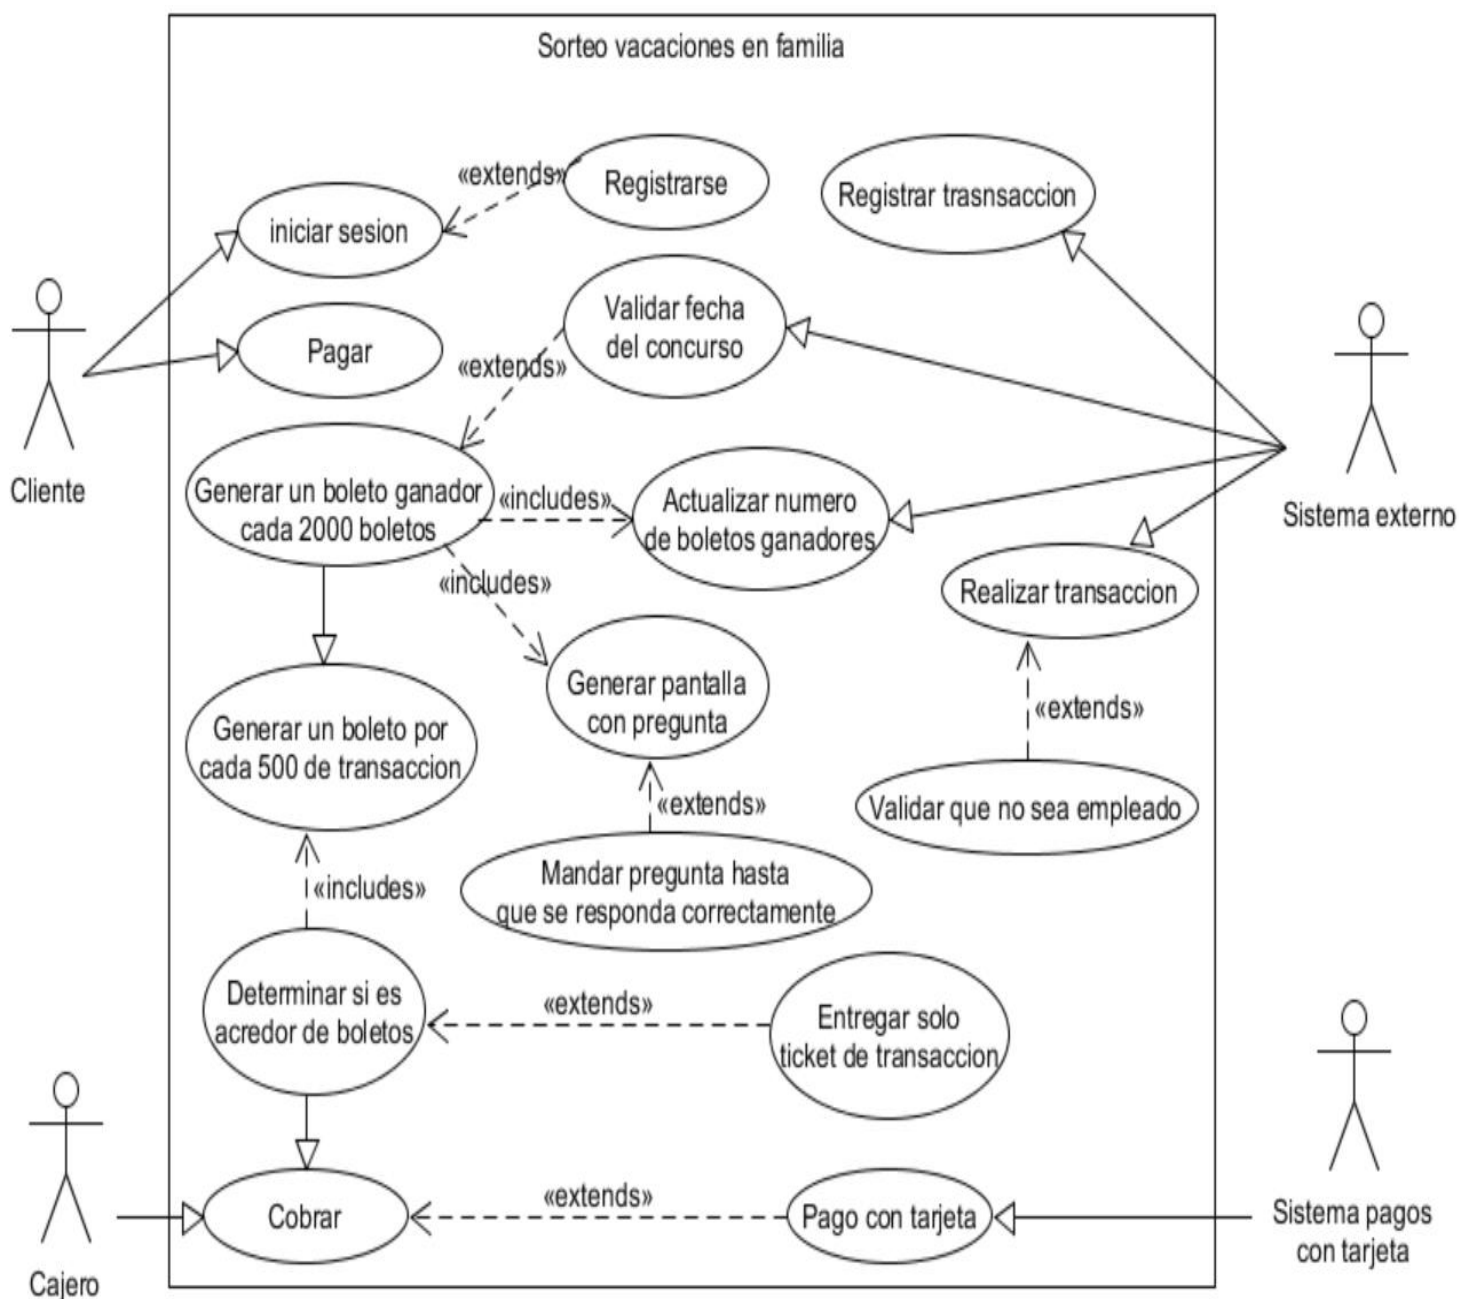 Sorteo vacaciones en familia
«extends»
Registrarse
Registrar trasnsaccion
iniciar sesion
Validar fecha
del concurso
Pagar
«extends»
Cliente
Generar un boleto ganador
cada 2000 boletos
«includes»
Actualizar numero
de boletos ganadores
Sistema externo
«includes»
Realizar transaccion
Generar pantalla
con pregunta
Generar un boleto por
cada 500 de transaccion
«extends»
«extends»
Validar que no sea empleado
Mandar pregunta hasta
que se responda correctamente
«includes»
Determinar si es
acredor de boletos
«extends»
Entregar solo
ticket de transaccion
Cobrar
«extends»
Pago con tarjeta
Sistema pagos
con tarjeta
Cajero